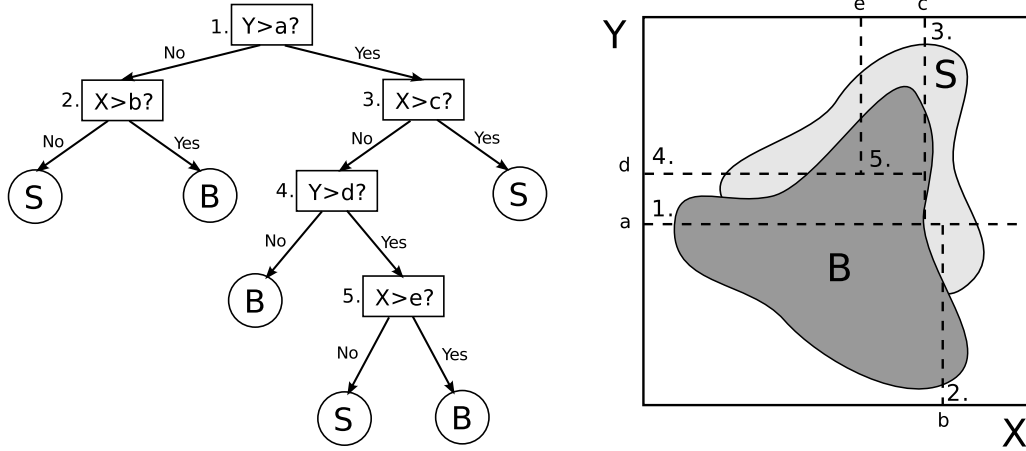 1. Y>a?
No Yes
2. X>b?
3. X>c?
No Yes
No Yes
S
B
4. Y>d?
S
No Yes
B
5. X>e?
No Yes
S
B
e c
Y
3.
S
d
4.
5.
a
1.
B
2.
b
X